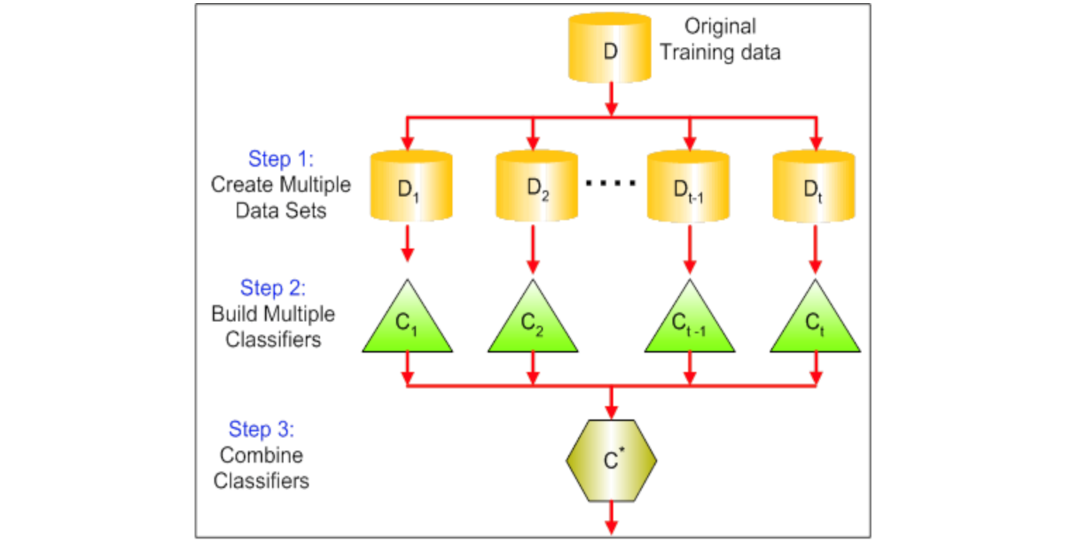 D
Original
Training data
Step 1:
Create Multiple
Data Sets
D1
D2
....
Dt-1
Dt
Step 2:
Build Multiple
Classifiers
C1
C2
Ct -1
Ct
Step 3:
Combine
Classifiers
C*